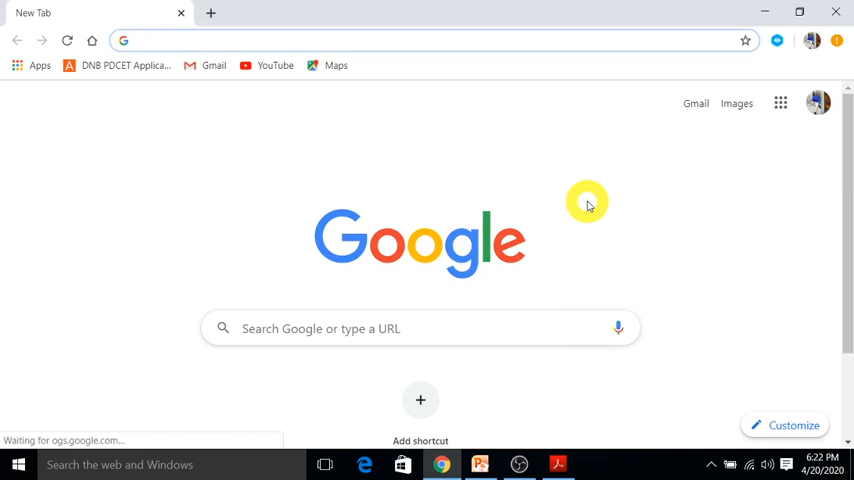 New Tab
Apps
DNB PDCET Applica...
Gmail
YouTube
Maps
Gmail
Images
Google
Search Google or type a URL
Add shortcut
Customize
Waiting for ogs.google.com...
Search the web and Windows
6:22 PM
4/20/2020